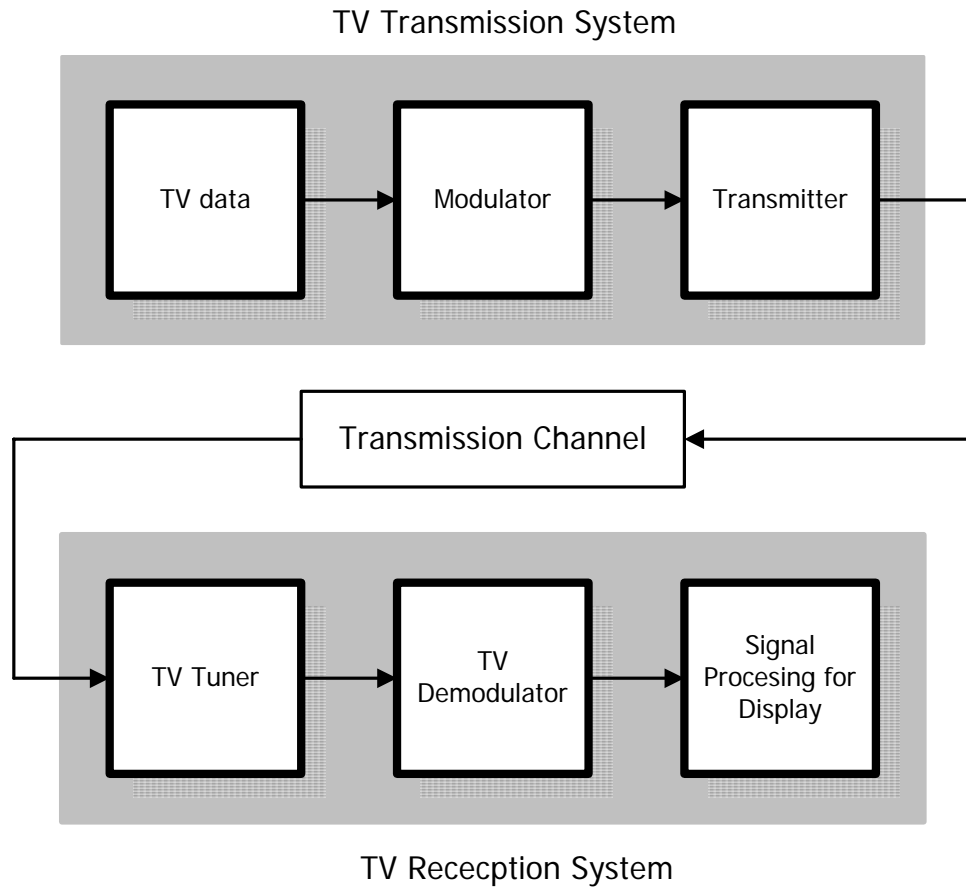 TV Transmission System
TV data
Modulator
Transmitter
Transmission Channel
TV Tuner
TV
Demodulator
Signal
Procesing for
Display
TV Rececption System